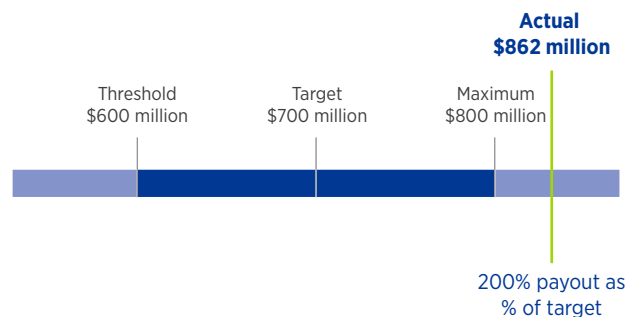 Actual
$862 million
Threshold
$600 million
Target
$700 million
Maximum
$800 million
200% payout as
% of target